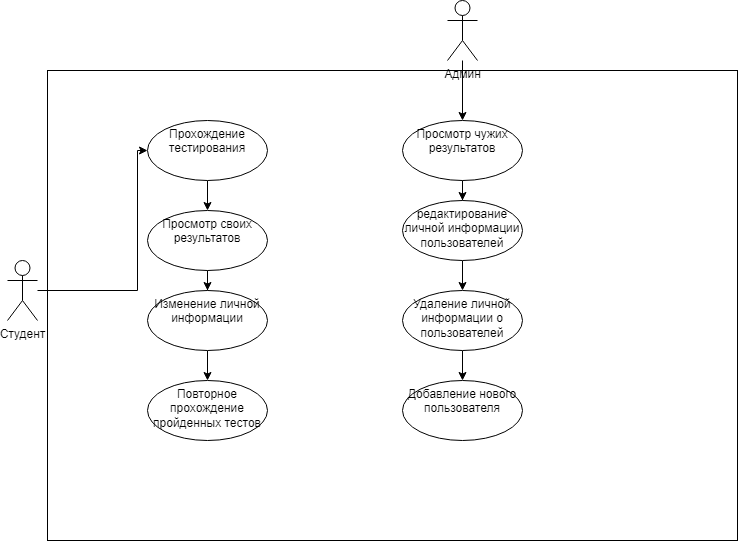 Админ
Прохождение
тестирования
Просмотр чужих
результатов
Просмотр своих
результатов
редактирование
личной информации
пользователей
Студент
Изменение личной
информации
Удаление личной
информации о
пользователей
Повторное
прохождение
пройденных тестов
Добавление нового
пользователя